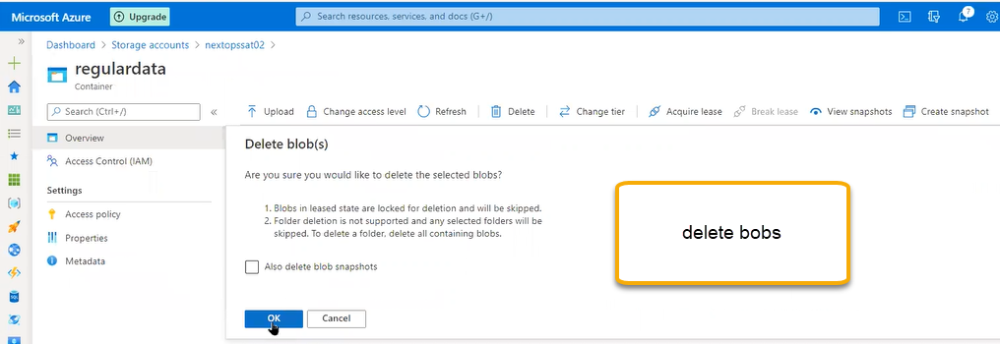 Microsoft Azure
Upgrade
Search resources, services, and docs (G+/)
7
Dashboard > Storage accounts > nextopssat02 >
regulardata
Container
Search (Ctrl+/)
Upload
Change access level
Refresh
Delete
Change tier
Acquire lease
Break lease
View snapshots
Create snapshot
Overview
Access Control (IAM)
Settings
Access policy
Properties
Metadata
Delete blob(s)
Are you sure you would like to delete the selected blobs?
1. Blobs in leased state are locked for deletion and will be skipped.
2. Folder deletion is not supported and any selected folders will be
skipped. To delete a folder, delete all containing blobs.
Also delete blob snapshots
OK
Cancel
delete bobs
SQL